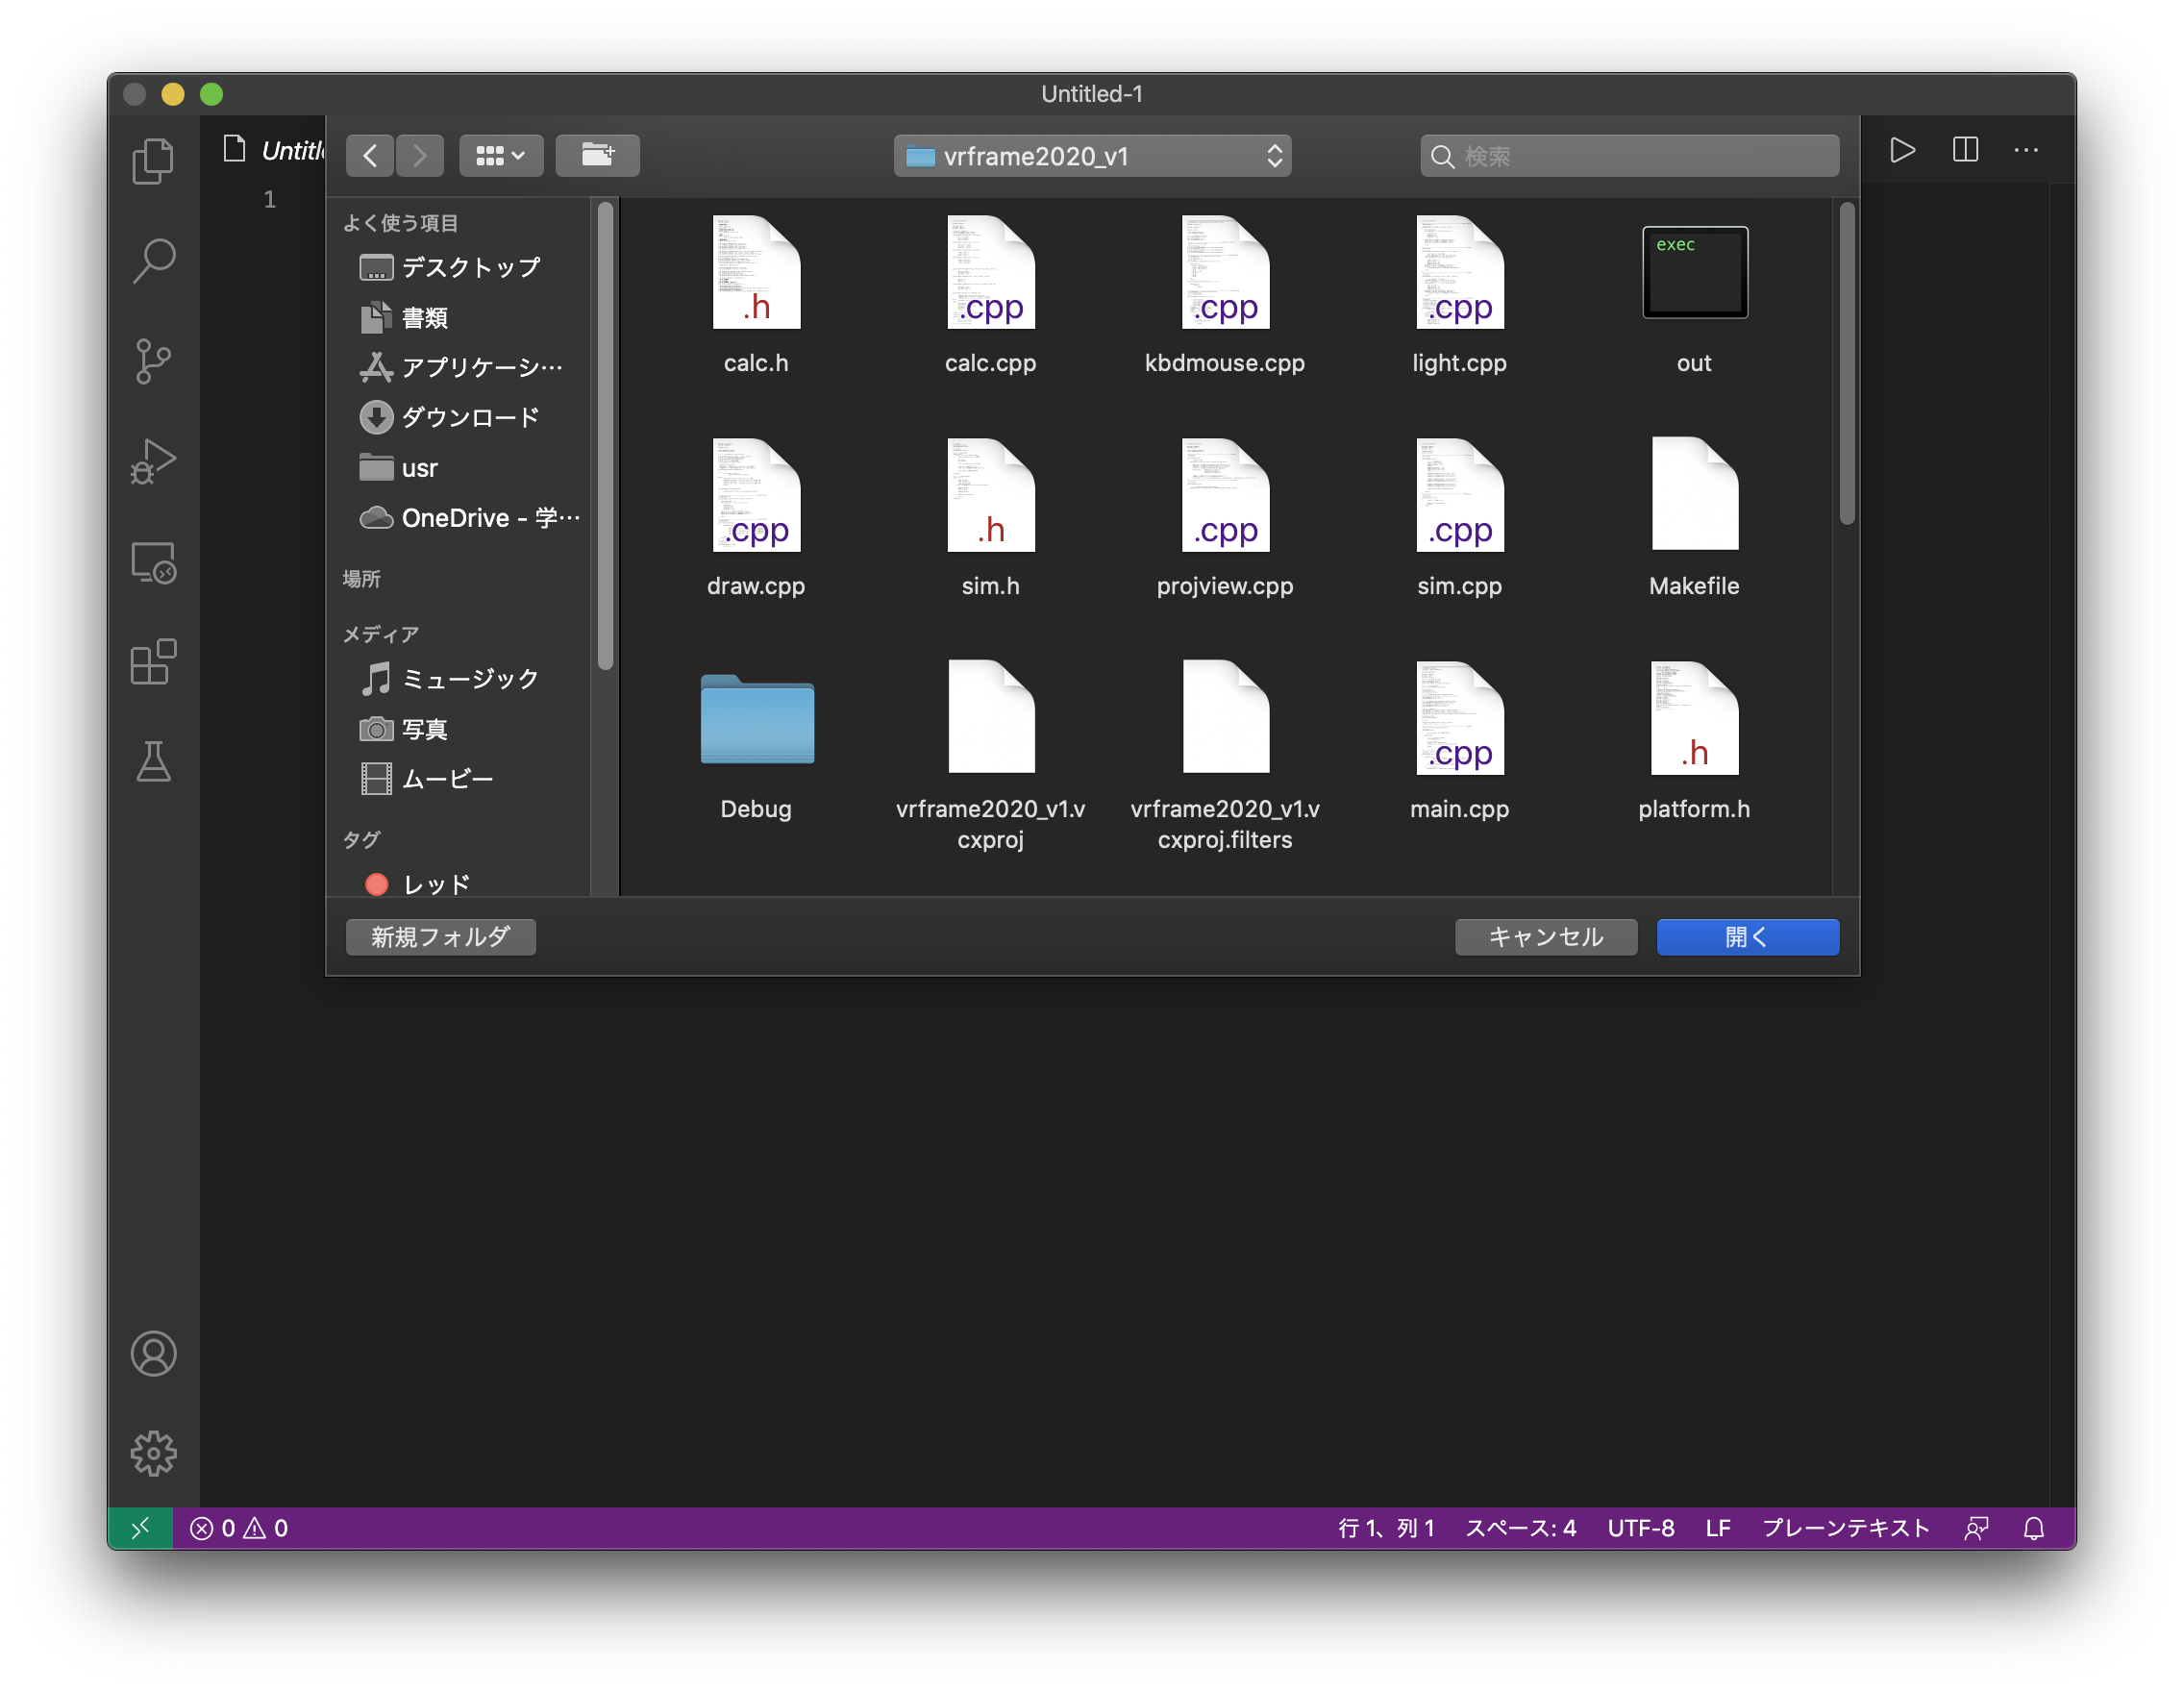 Untitled-1
Untitl
1
vrframe2020_v1
検索
よく使う項目
デスクトップ
書類
アプリケーシ…
ダウンロード
usr
OneDrive - 学…
場所
メディア
ミュージック
写真
ムービー
タグ
レッド
.h
.cpp
.cpp
.cpp
exec
calc.h
calc.cpp
kbdmouse.cpp
light.cpp
out
.cpp
.h
.cpp
.cpp
draw.cpp
sim.h
projview.cpp
sim.cpp
Makefile
.cpp
.h
Debug
vrframe2020_v1.v
cxproj
vrframe2020_v1.v
cxproj.filters
main.cpp
platform.h
新規フォルダ
キャンセル
開く
0
0
行 1、列 1
スペース: 4
UTF-8
LF
プレーンテキスト